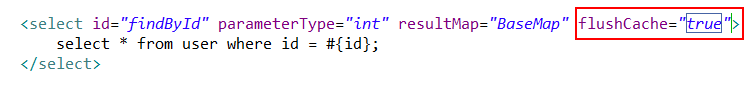 <select id="findById" parameterType="int" resultMap="BaseMap" flushCache="true">
select * from user where id = #{id};
</select>